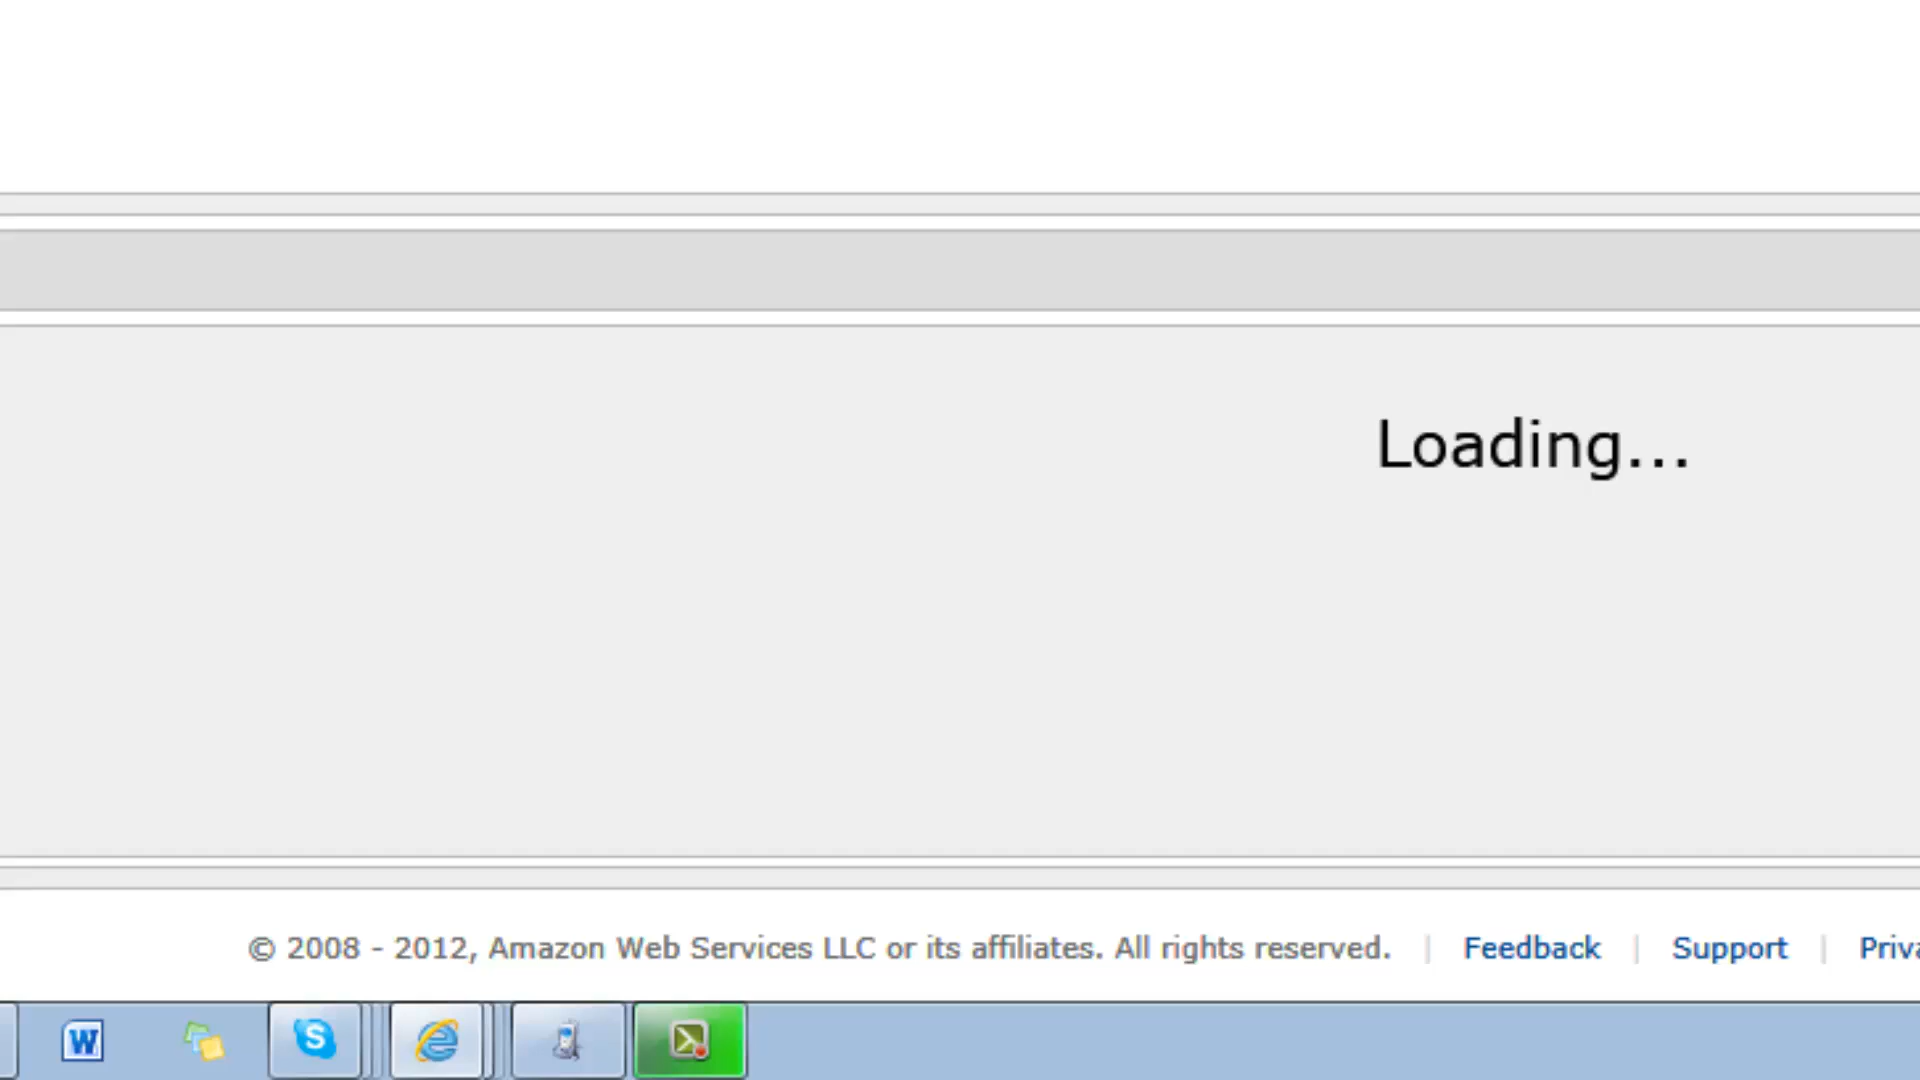 Loading...
© 2008 - 2012, Amazon Web Services LLC or its affiliates. All rights reserved. | Feedback | Support | Priva